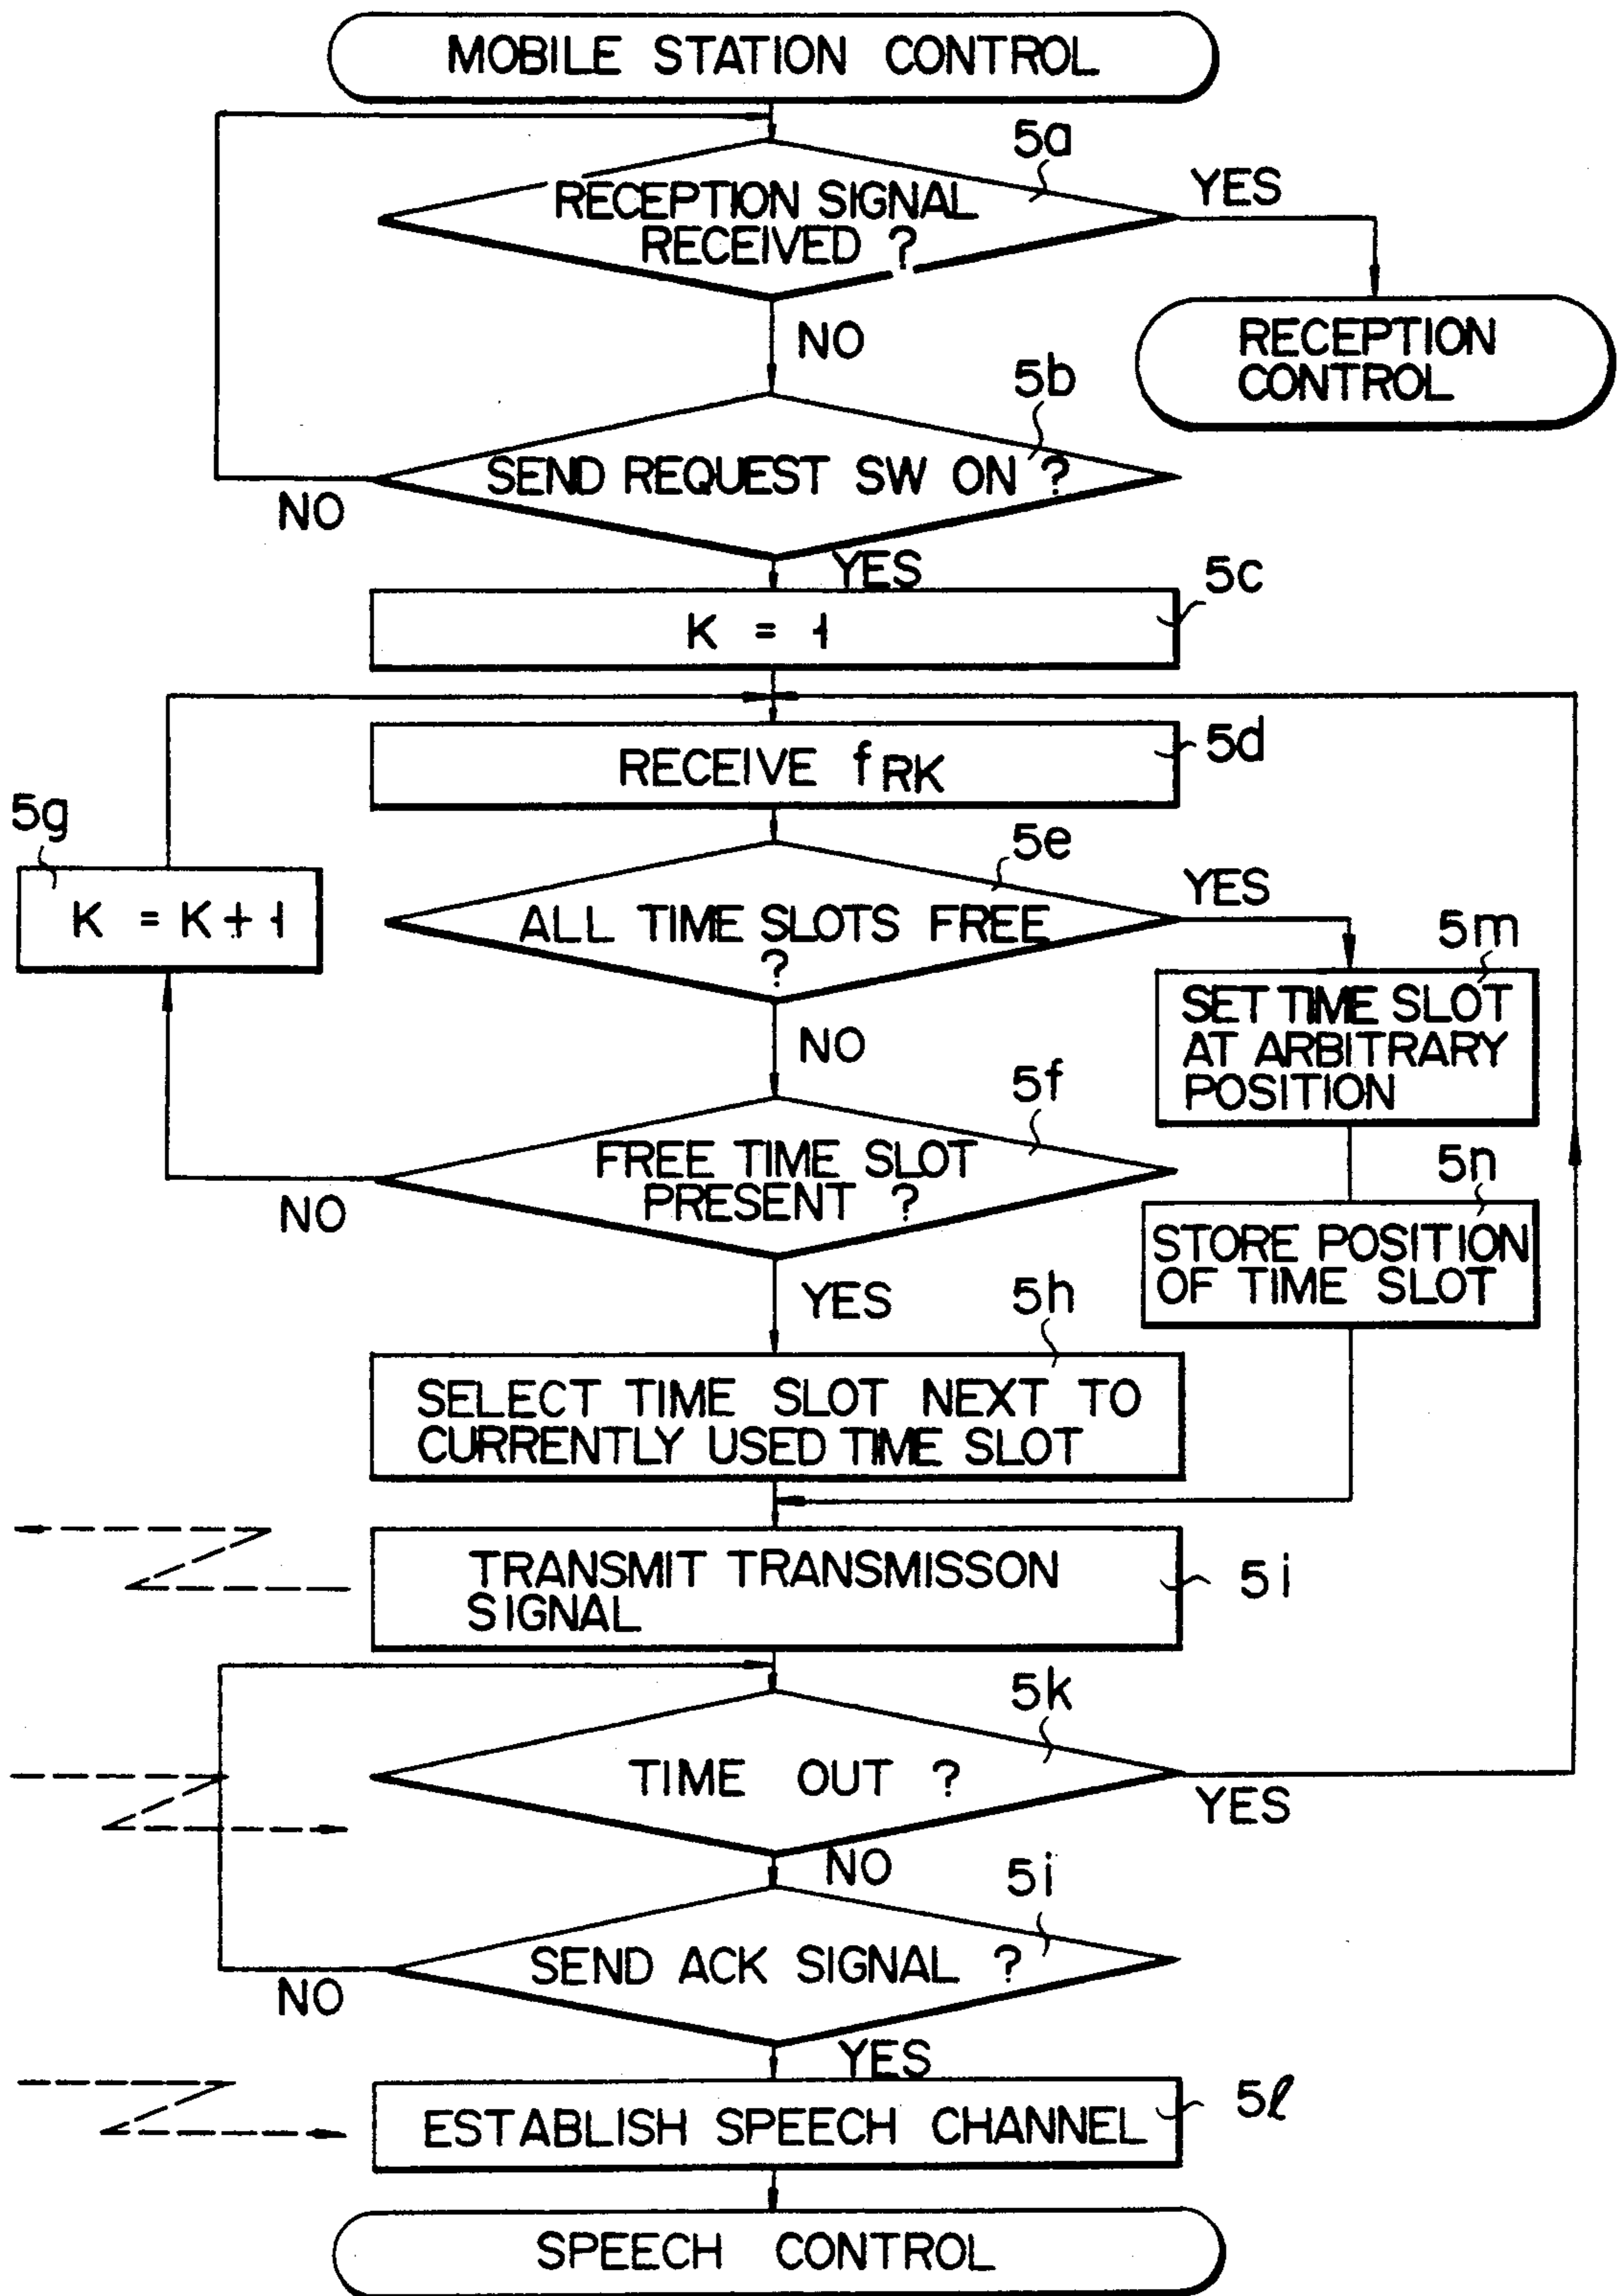 MOBILE STATION CONTROL
5a
RECEPTION SIGNAL
RECEIVED ?
YES
NO
RECEPTION
CONTROL
5b
SEND REQUEST SW ON ?
NO
YES
5c
K = 1
5d
RECEIVE fRK
5g
K = K + 1
5e
ALL TIME SLOTS FREE
?
YES
NO
5m
SET TIME SLOT
AT ARBITRARY
POSITION
5f
FREE TIME SLOT
PRESENT ?
NO
YES
5n
STORE POSITION
OF TIME SLOT
5h
SELECT TIME SLOT NEXT TO
CURRENTLY USED TIME SLOT
TRANSMIT TRANSMISSON
SIGNAL
5i
5k
TIME OUT ?
YES
NO
5i
SEND ACK SIGNAL ?
NO
YES
ESTABLISH SPEECH CHANNEL
5ℓ
SPEECH CONTROL